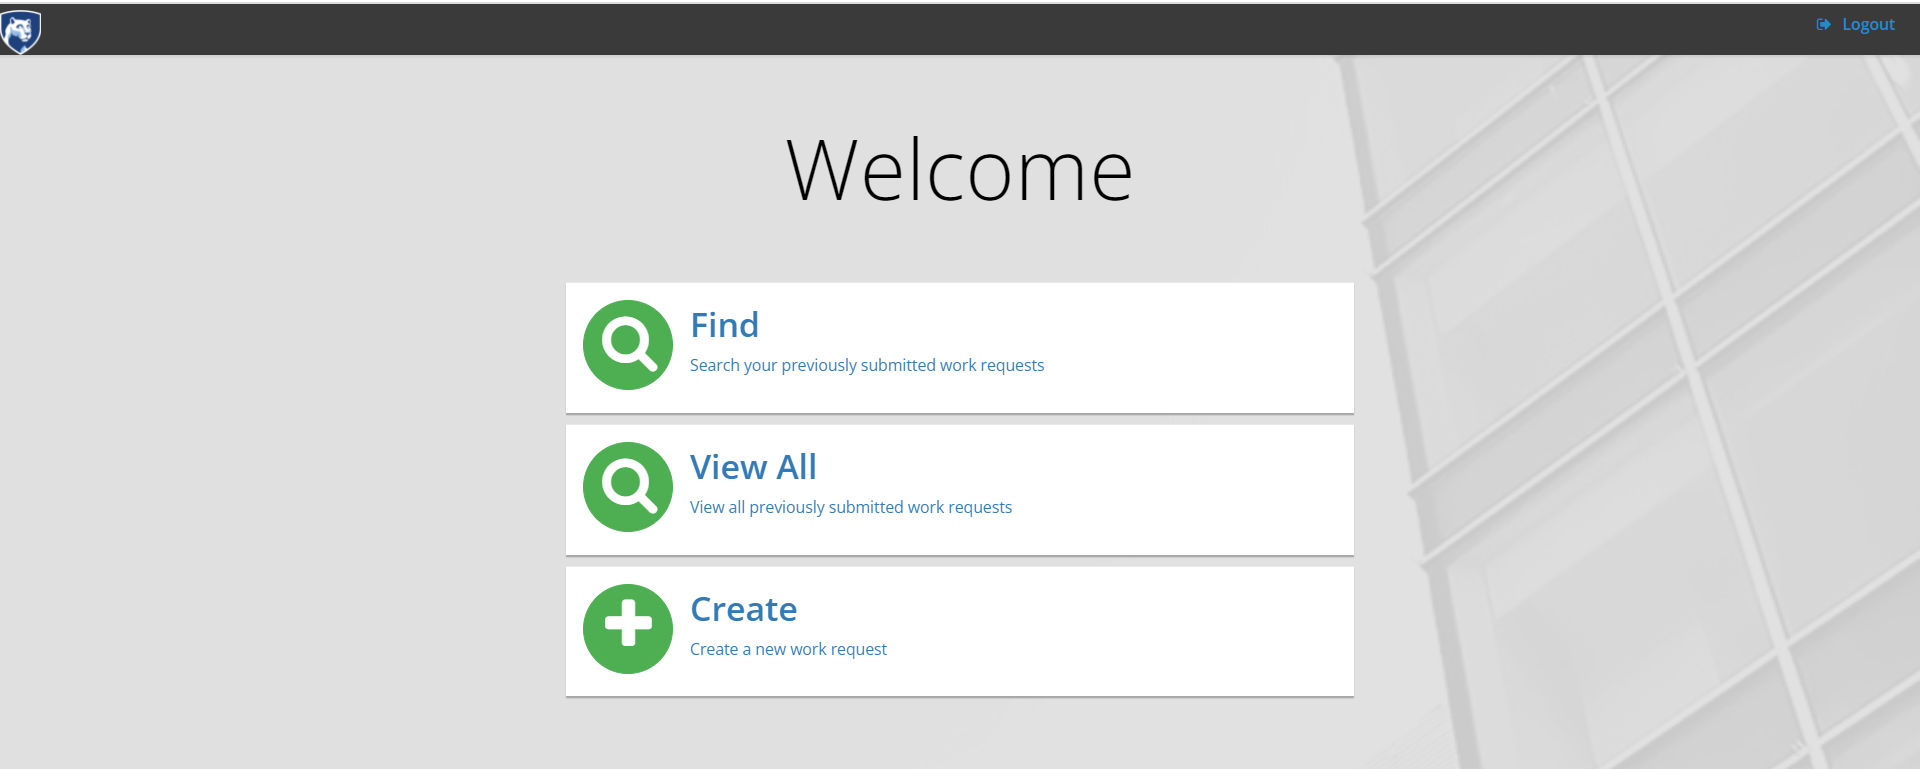 Logout
Welcome
Find
Search your previously submitted work requests
View All
View all previously submitted work requests
Create
Create a new work request